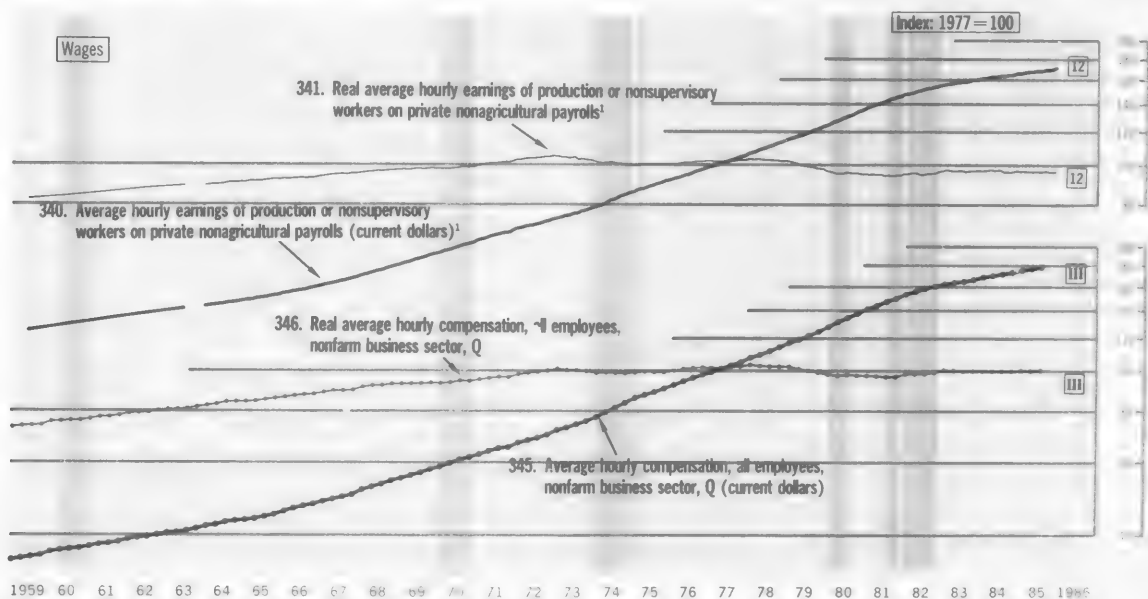 Index: 1977=100
Wages
12
341. Real average hourly earnings of production or nonsupervisory
workers on private nonagricultural payrolls¹
12
340. Average hourly earnings of production or nonsupervisory
workers on private nonagricultural payrolls (current dollars)¹
III
346. Real average hourly compensation, all employees,
nonfarm business sector, Q
III
345. Average hourly compensation, all employees,
nonfarm business sector, Q (current dollars)
1959 60 61 62 63 64 65 66 67 68 69 70 71 72 73 74 75 76 77 78 79 80 81 82 83 84 85 1986